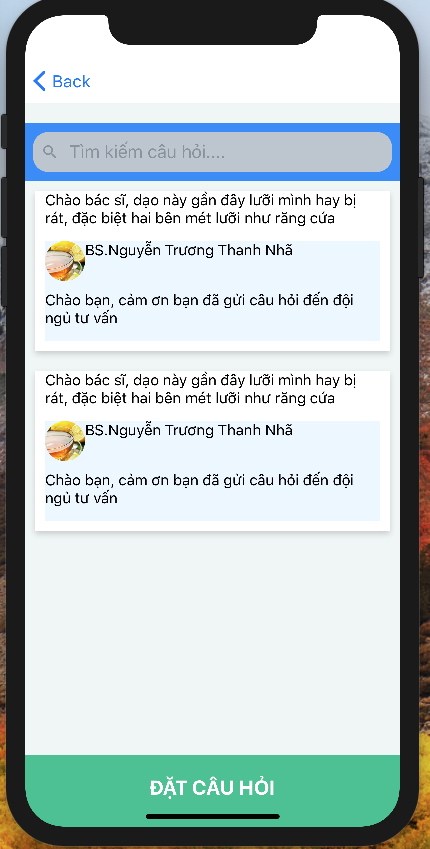 Back
Tìm kiếm câu hỏi....
Chào bác sĩ, dạo này gần đây lưỡi mình hay bị
rát, đặc biệt hai bên mét lưỡi như răng cứa
BS.Nguyễn Trương Thanh Nhã
Chào bạn, cảm ơn bạn đã gửi câu hỏi đến đội
ngũ tư vấn
Chào bác sĩ, dạo này gần đây lưỡi mình hay bị
rát, đặc biệt hai bên mét lưỡi như răng cứa
BS.Nguyễn Trương Thanh Nhã
Chào bạn, cảm ơn bạn đã gửi câu hỏi đến đội
ngũ tư vấn
ĐẶT CÂU HỎI